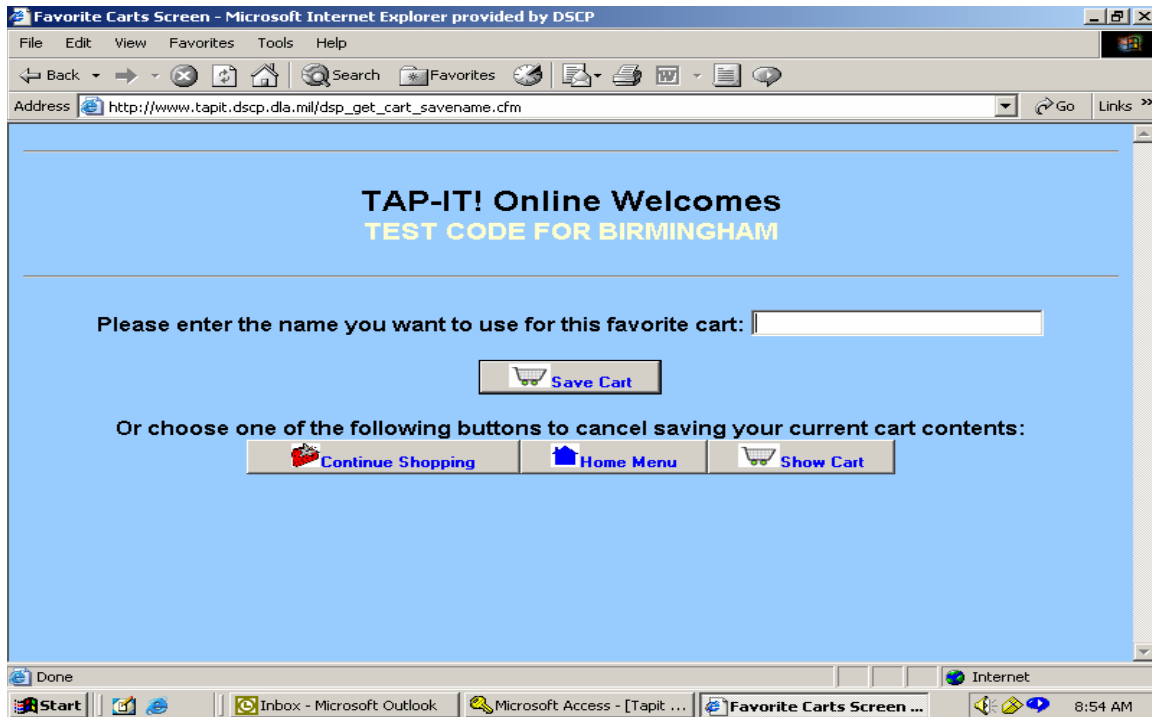 Favorite Carts Screen - Microsoft Internet Explorer provided by DSCP
File Edit View Favorites Tools Help
Back Search Favorites
Address http://www.tapit.dscp.dla.mil/dsp_get_cart_savename.cfm Go Links »
TAP-IT! Online Welcomes
TEST CODE FOR BIRMINGHAM
Please enter the name you want to use for this favorite cart:
Save Cart
Or choose one of the following buttons to cancel saving your current cart contents:
Continue Shopping Home Menu Show Cart
Done Internet
Start Inbox - Microsoft Outlook Microsoft Access - [Tapit ... Favorite Carts Screen ... 8:54 AM